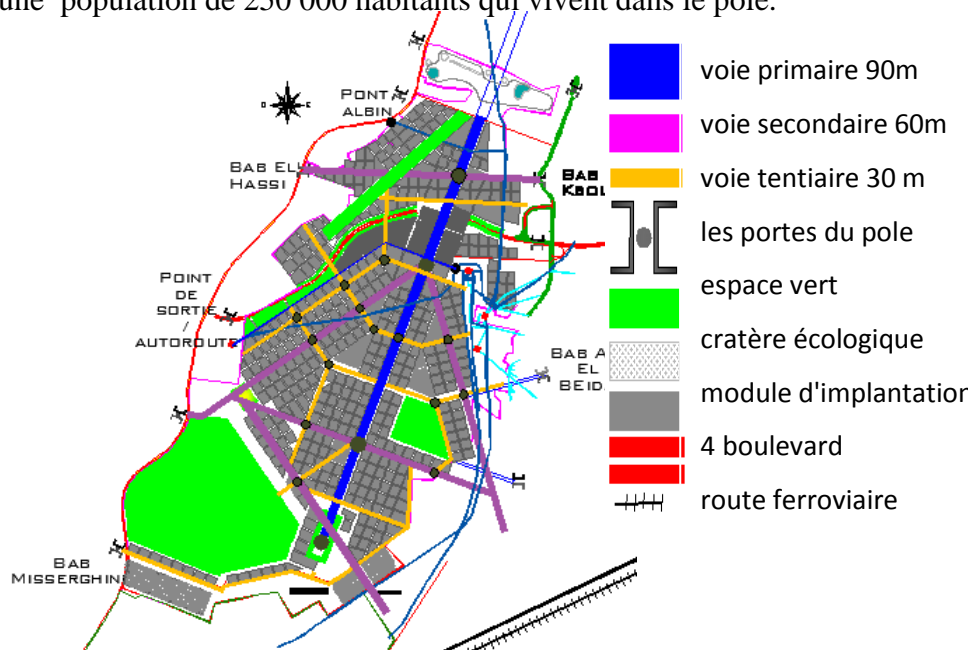 une population de 250 000 habitants qui vivent dans le pole.
PONT
ALBIN
BAB EL
HASSI
BAB
POINT
DE
SORTIE
/
AUTOROUTE
BAB A
EL
BEID
BAB
MISSERGHIN
voie primaire 90m
voie secondaire 60m
voie tentiaire 30 m
les portes du pole
espace vert
cratère écologique
module d'implantation
4 boulevard
route ferroviaire